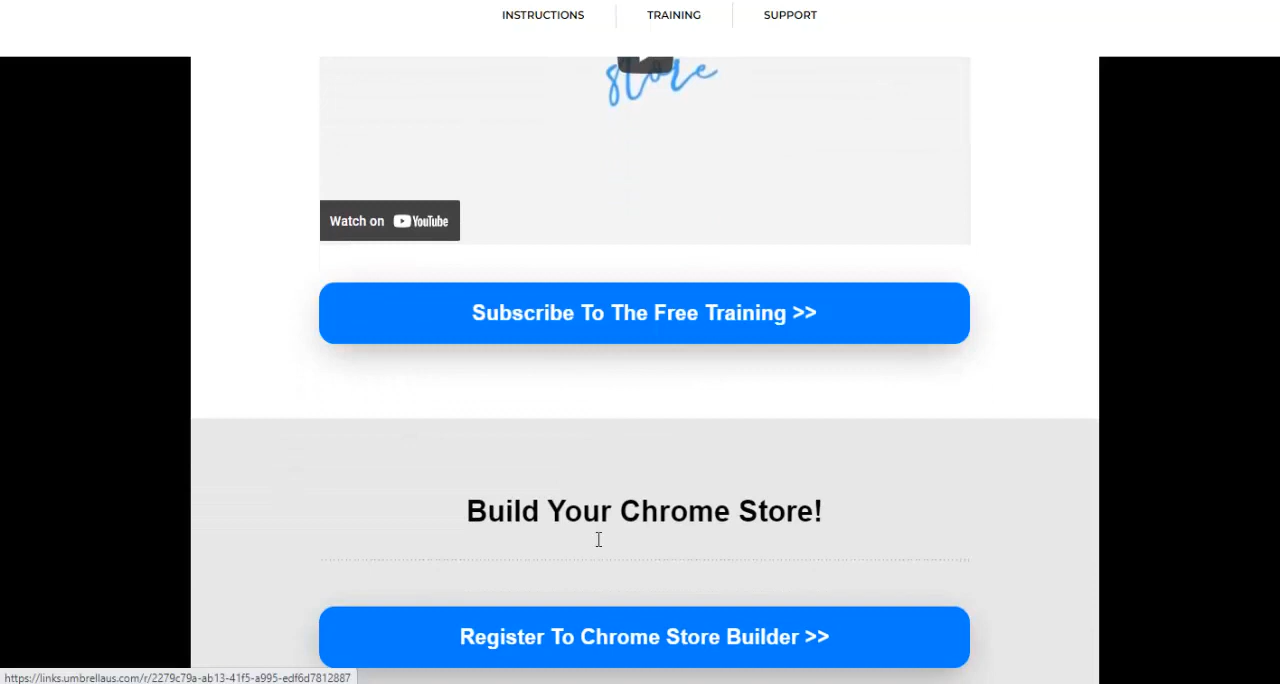 INSTRUCTIONS
TRAINING
SUPPORT
store
Watch on YouTube
Subscribe To The Free Training >>
Build Your Chrome Store!
Register To Chrome Store Builder >>
https://links.umbrellaus.com/r/2279c79a-ab13-41f5-a995-edf6d7812887